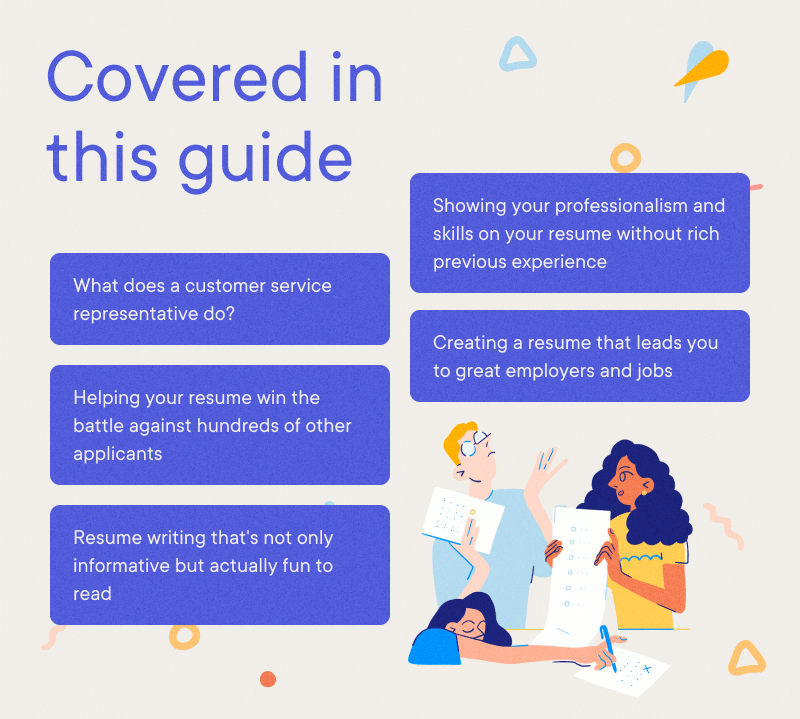 Covered in
this guide
What does a customer service
representative do?
Helping your resume win the
battle against hundreds of other
applicants
Resume writing that's not only
informative but actually fun to
read
Showing your professionalism and
skills on your resume without rich
previous experience
Creating a resume that leads you
to great employers and jobs